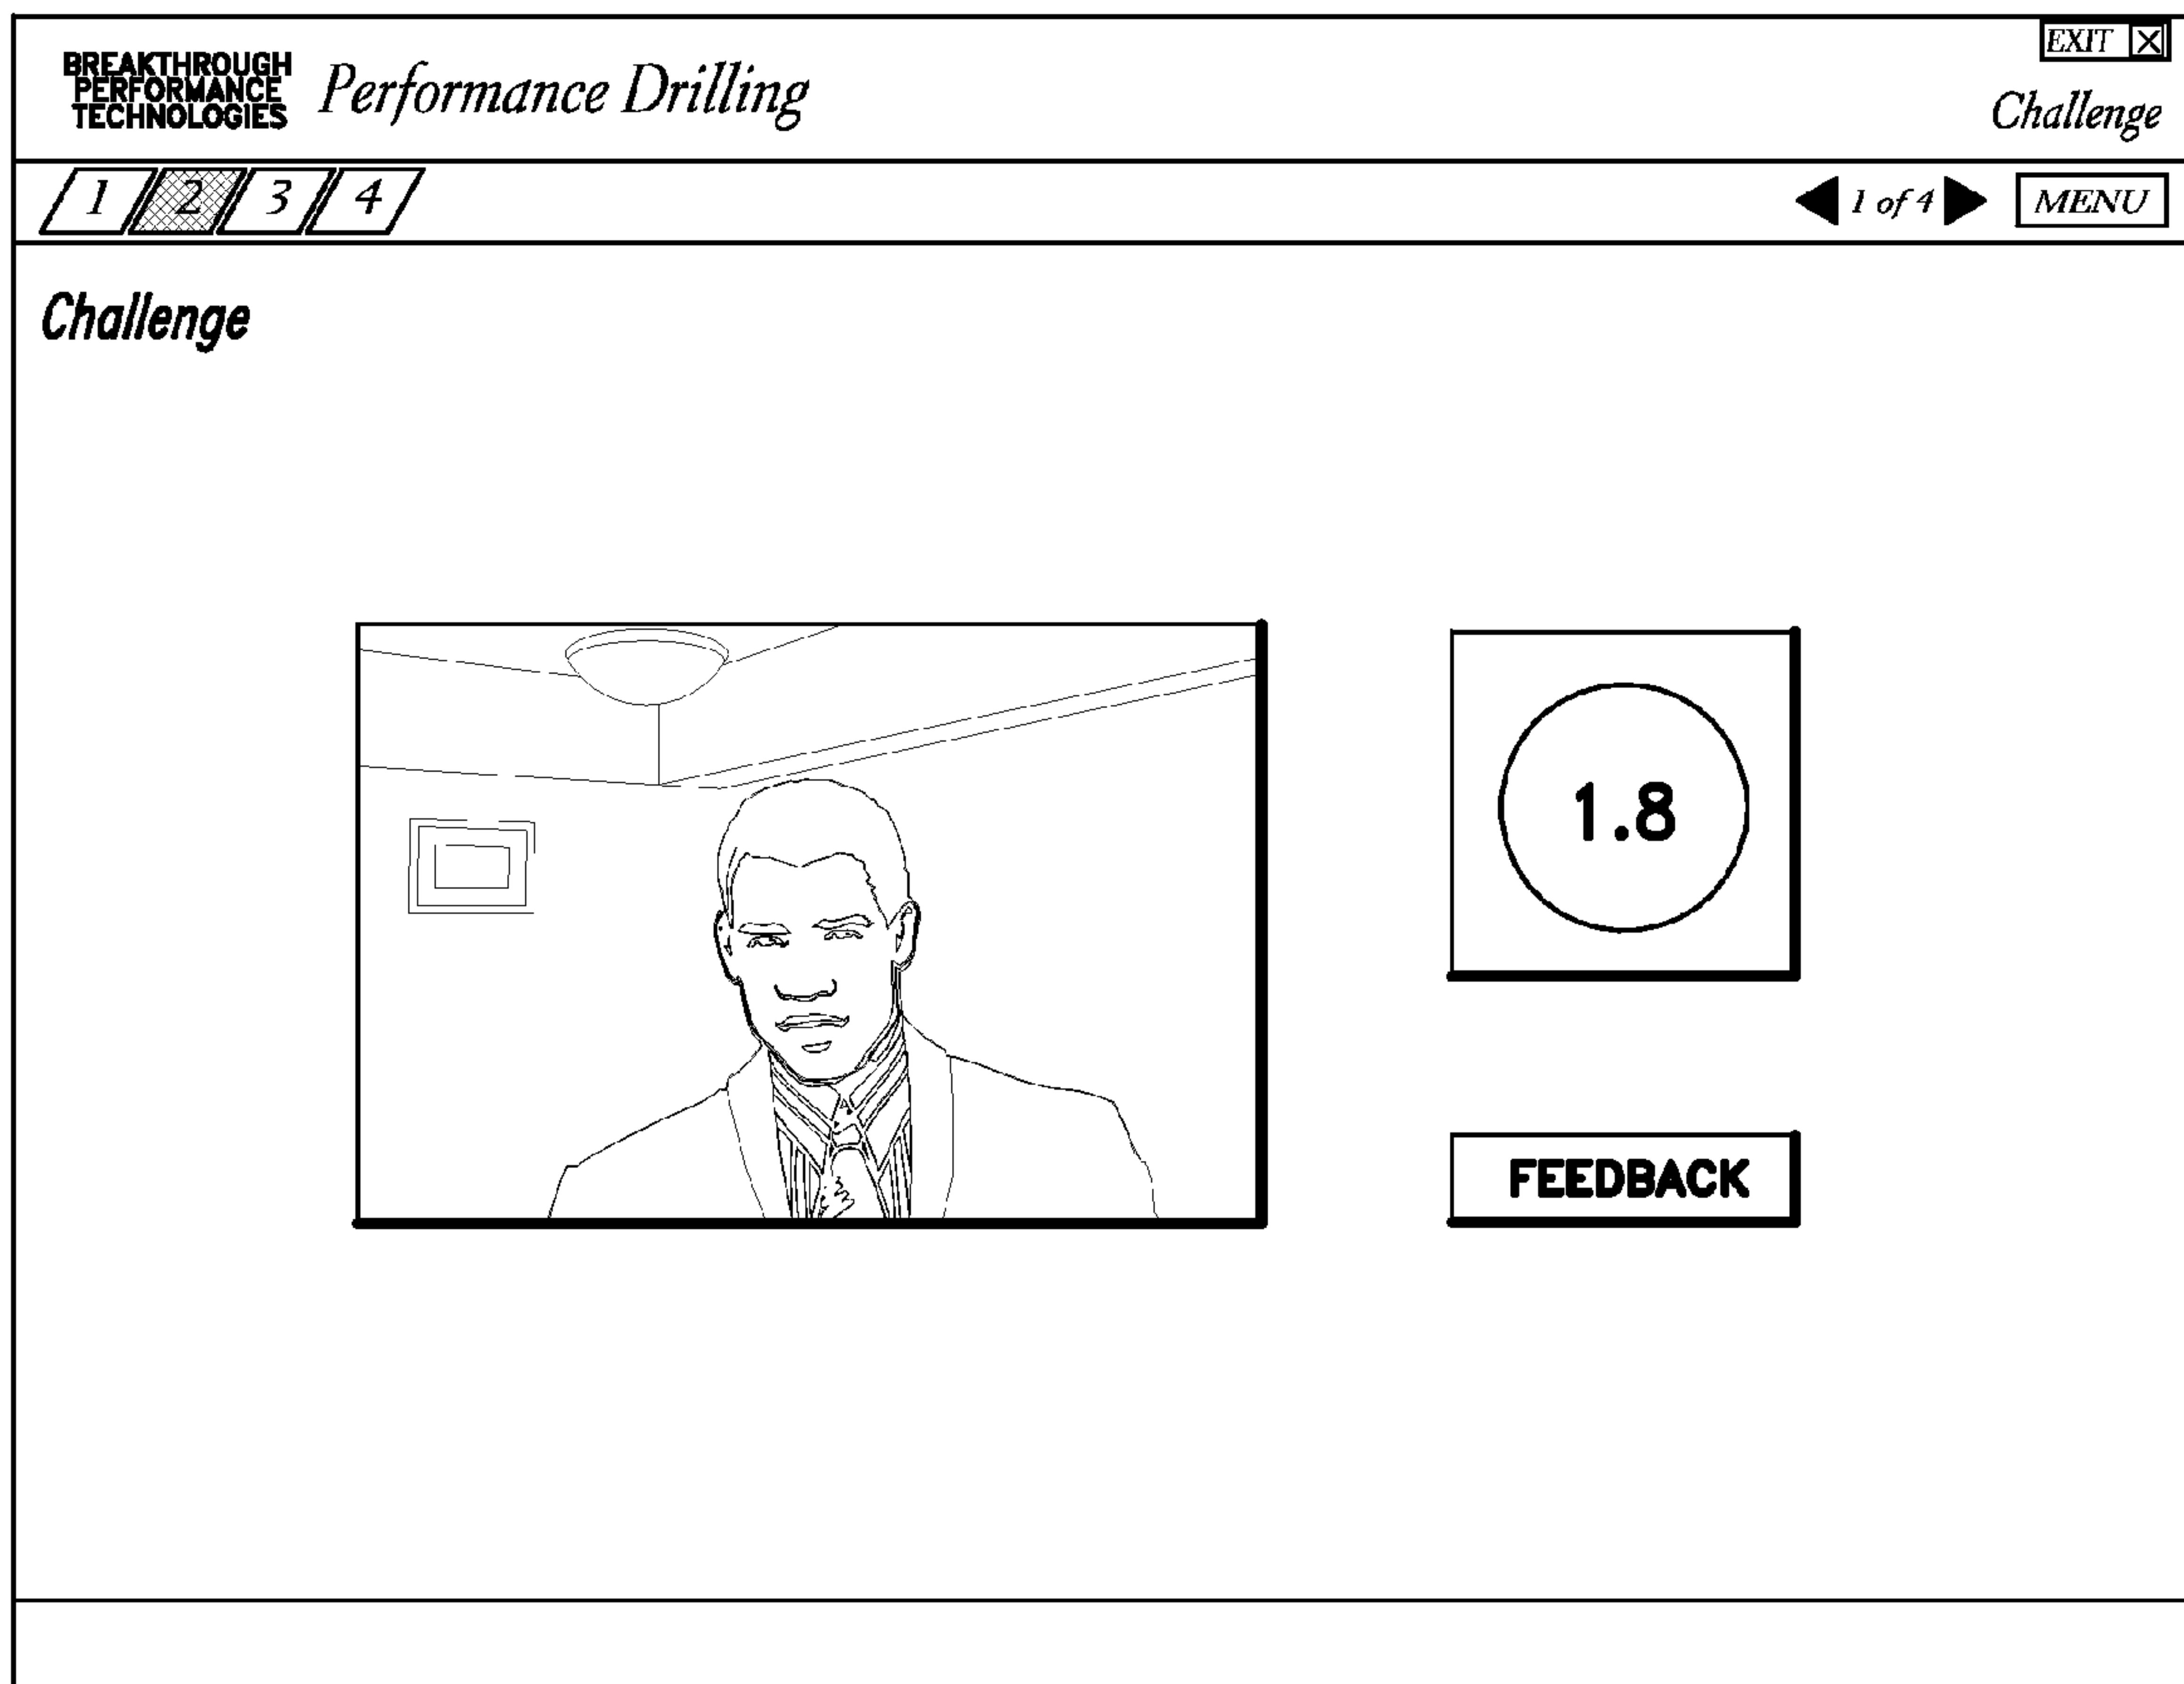 EXIT X
BREAKTHROUGH
PERFORMANCE
TECHNOLOGIES
Performance Drilling
Challenge
1 2 3 4
1 of 4
MENU
Challenge
1.8
FEEDBACK